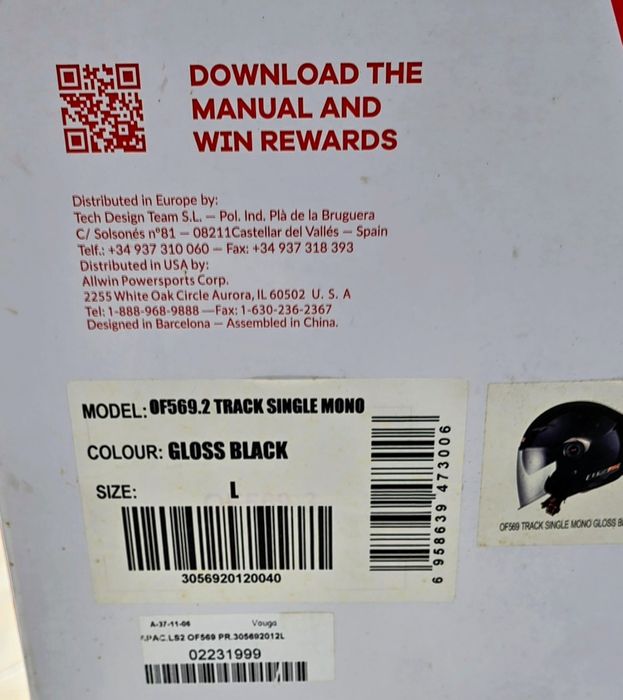 DOWNLOAD THE
MANUAL AND
WIN REWARDS
Distributed in Europe by:
Tech Design Team S.L. — Pol. Ind. Plà de la Bruguera
C/ Solsonés nº81 — 08211Castellar del Vallés — Spain
Telf.: +34 937 310 060 — Fax: +34 937 318 393
Distributed in USA by:
Allwin Powersports Corp.
2255 White Oak Circle Aurora, IL 60502 U. S. A
Tel: 1-888-968-9888 —Fax: 1-630-236-2367
Designed in Barcelona — Assembled in China.
MODEL: OF569.2 TRACK SINGLE MONO
COLOUR: GLOSS BLACK
SIZE: L
3056920120040
6 958639 473006
OF569 TRACK SINGLE MONO GLOSS
A-37-11-06 Vouga
LS2 OF569 PR.305692012L
02231999